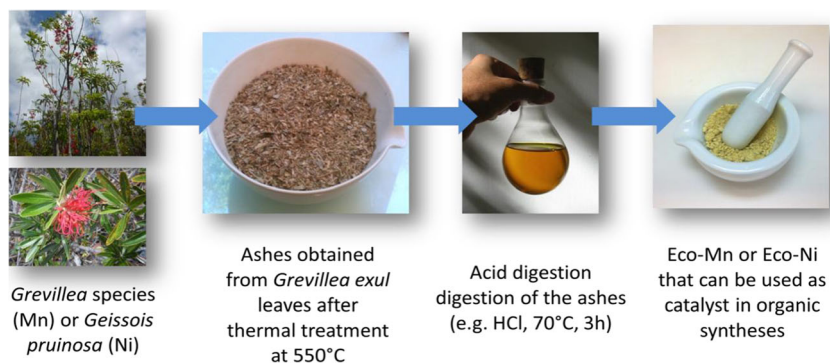 Grevillea species
(Mn) or Geissois
pruinosa (Ni)
Ashes obtained
from Grevillea exul
leaves after
thermal treatment
at 550°C
Acid digestion
digestion of the ashes
(e.g. HCl, 70°C, 3h)
Eco-Mn or Eco-Ni
that can be used as
catalyst in organic
syntheses